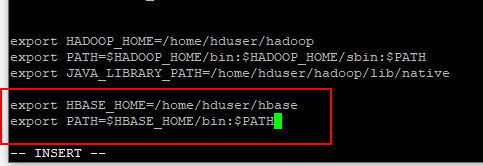 export HADOOP_HOME=/home/hduser/hadoop
export PATH=$HADOOP_HOME/bin:$HADOOP_HOME/sbin:$PATH
export JAVA_LIBRARY_PATH=/home/hduser/hadoop/lib/native
export HBASE_HOME=/home/hduser/hbase
export PATH=$HBASE_HOME/bin:$PATH
-- INSERT --